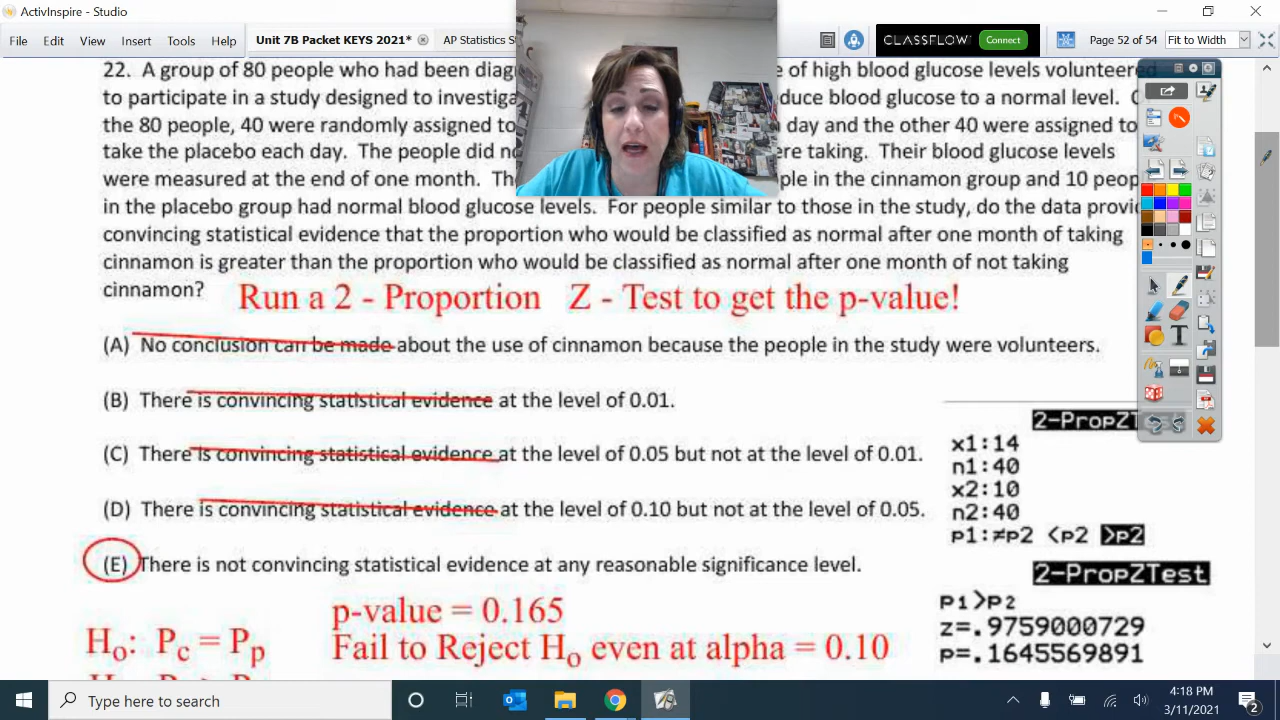 ActivInspire - Studio
File Edit View Insert Tools Help Unit 7B Packet KEYS 2021* AP Statistics S CLASSFLOW Connect Page 52 of 54 Fit to Width
22. A group of 80 people who had been diag e of high blood glucose levels volunteered
to participate in a study designed to investiga duce blood glucose to a normal level. O
the 80 people, 40 were randomly assigned to day and the other 40 were assigned to
take the placebo each day. The people did no re taking. Their blood glucose levels
were measured at the end of one month. The ple in the cinnamon group and 10 peop
in the placebo group had normal blood glucose levels. For people similar to those in the study, do the data provi
convincing statistical evidence that the proportion who would be classified as normal after one month of taking
cinnamon is greater than the proportion who would be classified as normal after one month of not taking
cinnamon? Run a 2 - Proportion Z - Test to get the p-value!
(A) No conclusion can be made about the use of cinnamon because the people in the study were volunteers.
(B) There is convincing statistical evidence at the level of 0.01.
(C) There is convincing statistical evidence at the level of 0.05 but not at the level of 0.01.
(D) There is convincing statistical evidence at the level of 0.10 but not at the level of 0.05.
(E) There is not convincing statistical evidence at any reasonable significance level.
2-PropZT
x1:14
n1:40
x2:10
n2:40
p1:≠p2 <p2 >p2
2-PropZTest
p1>p2
z=.9759000729
p=.1645569891
p-value = 0.165
Ho: Pc = Pp
Fail to Reject Ho even at alpha = 0.10
Type here to search
4:18 PM
3/11/2021
2